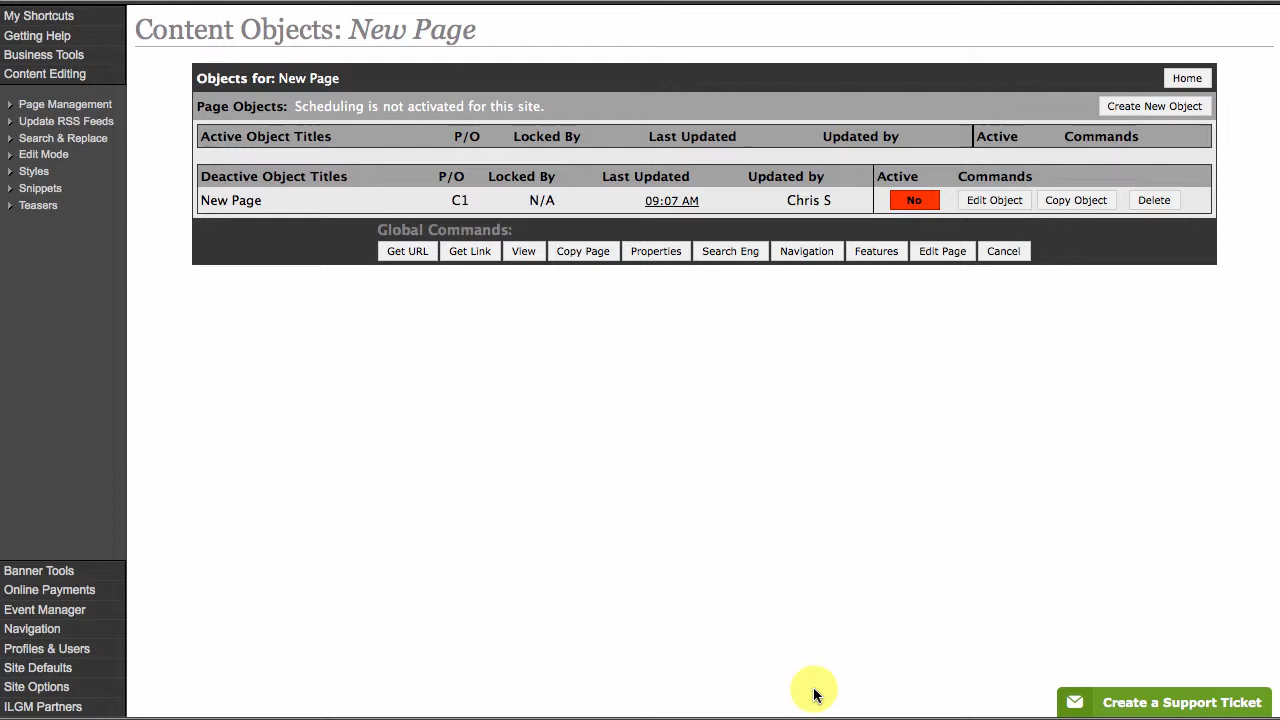 My Shortcuts
Getting Help
Business Tools
Content Editing
Page Management
Update RSS Feeds
Search & Replace
Edit Mode
Styles
Snippets
Teasers
Banner Tools
Online Payments
Event Manager
Navigation
Profiles & Users
Site Defaults
Site Options
ILGM Partners
Content Objects: New Page
Objects for: New Page Home
Page Objects: Scheduling is not activated for this site. Create New Object
Active Object Titles P/O Locked By Last Updated Updated by Active Commands
Deactive Object Titles P/O Locked By Last Updated Updated by Active Commands
New Page C1 N/A 09:07 AM Chris S No Edit Object Copy Object Delete
Global Commands:
Get URL Get Link View Copy Page Properties Search Eng Navigation Features Edit Page Cancel
Create a Support Ticket